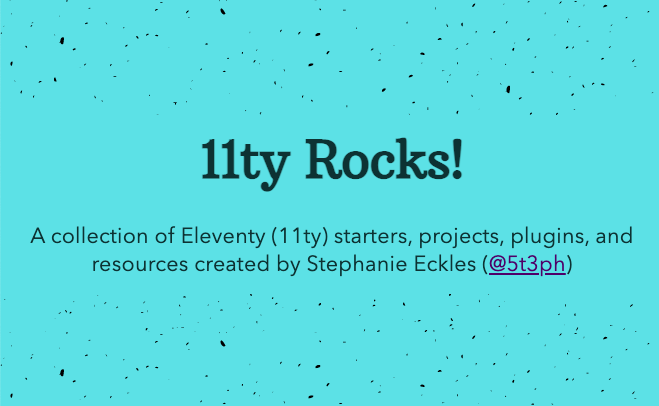 11ty Rocks!
A collection of Eleventy (11ty) starters, projects, plugins, and
resources created by Stephanie Eckles (@5t3ph)